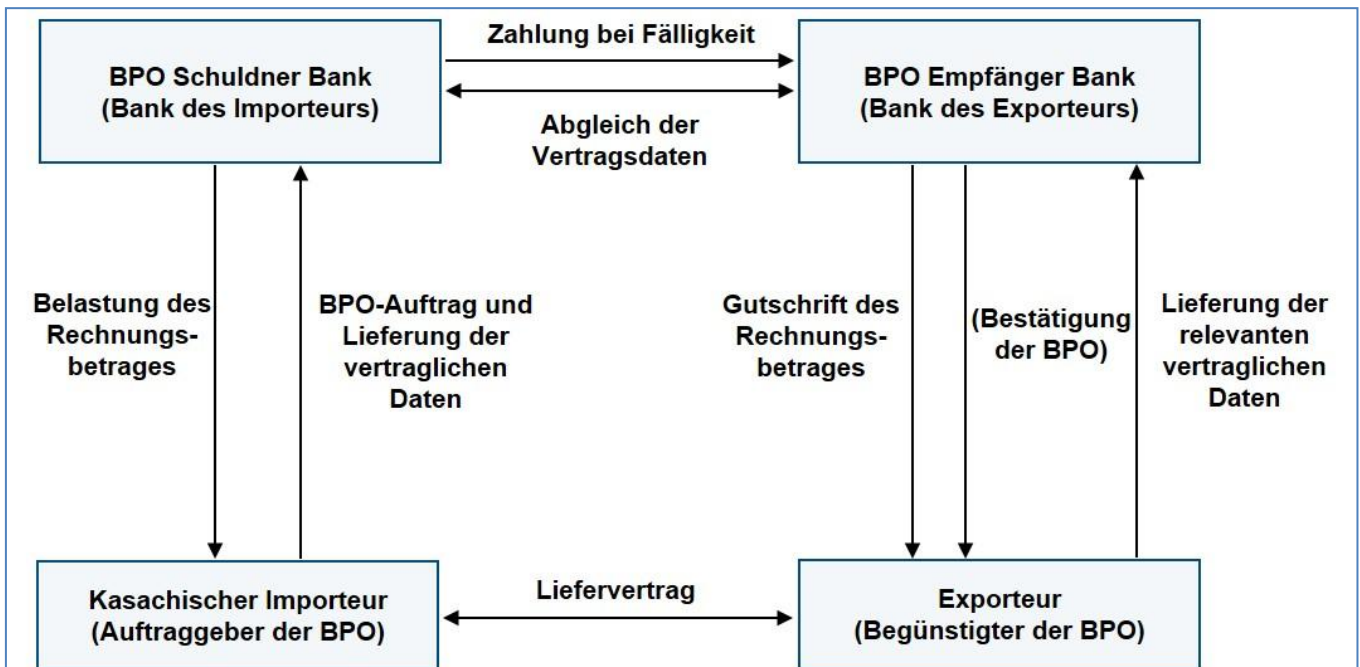 Zahlung bei Fälligkeit
BPO Schuldner Bank
(Bank des Importeurs)
BPO Empfänger Bank
(Bank des Exporteurs)
Abgleich der
Vertragsdaten
Belastung des
Rechnungs-
betrages
BPO-Auftrag und
Lieferung der
vertraglichen
Daten
Gutschrift des
Rechnungs-
betrages
(Bestätigung
der BPO)
Lieferung der
relevanten
vertraglichen
Daten
Kasachischer Importeur
(Auftraggeber der BPO)
Liefervertrag
Exporteur
(Begünstigter der BPO)